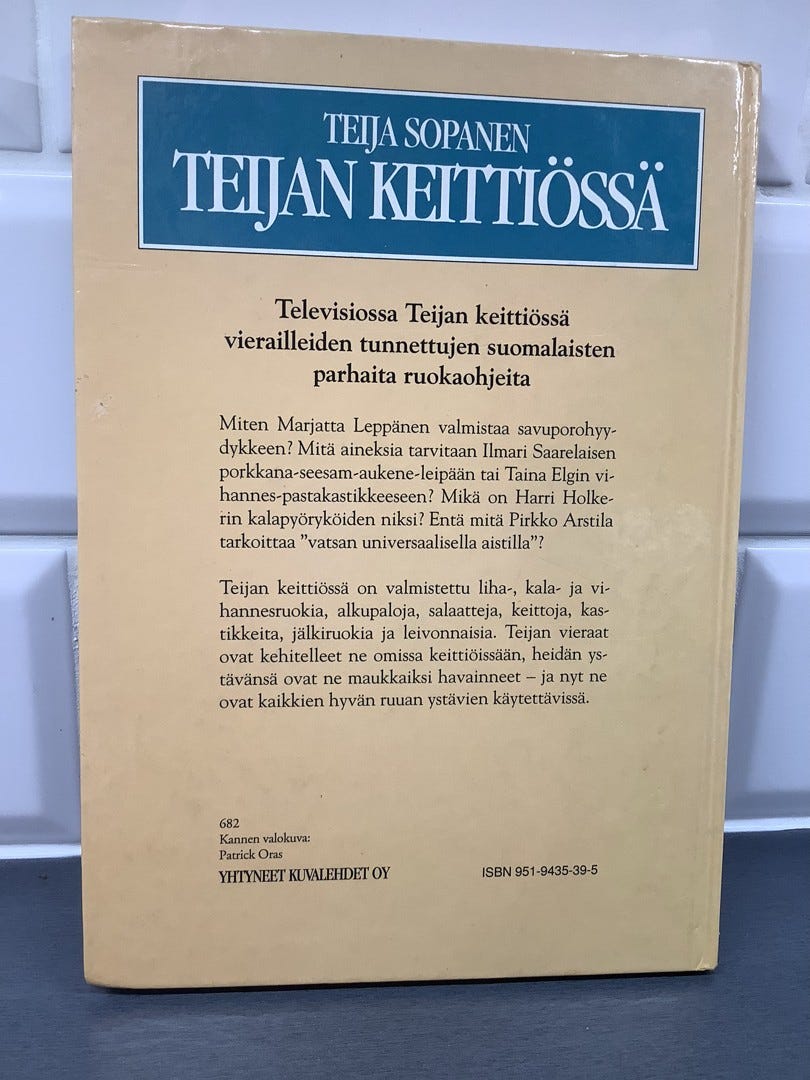 TEIJA SOPANEN
TEIJAN KEITTIÖSSÄ
Televisiossa Teijan keittiössä
vierailleiden tunnettujen suomalaisten
parhaita ruokaohjeita
Miten Marjatta Leppänen valmistaa savuporohyy-
dykkeen? Mitä aineksia tarvitaan Ilmari Saarelaisen
porkkana-seesam-aukene-leipään tai Taina Elgin vi-
hannes-pastakastikkeeseen? Mikä on Harri Holke-
rin kalapyöryköiden niksi? Entä mitä Pirkko Arstila
tarkoittaa ”vatsan universaalisella aistilla”?
Teijan keittiössä on valmistettu liha-, kala- ja vi-
hannesruokia, alkupaloja, salaatteja, keittoja, kas-
tikkeita, jälkiruokia ja leivonnaisia. Teijan vieraat
ovat kehitelleet ne omissa keittiöissään, heidän ys-
tävänsä ovat ne maukkaiksi havainneet – ja nyt ne
ovat kaikkien hyvän ruuan ystävien käytettävissä.
682
Kannen valokuva:
Patrick Oras
YHTYNEET KUVALEHDET OY
ISBN 951-9435-39-5